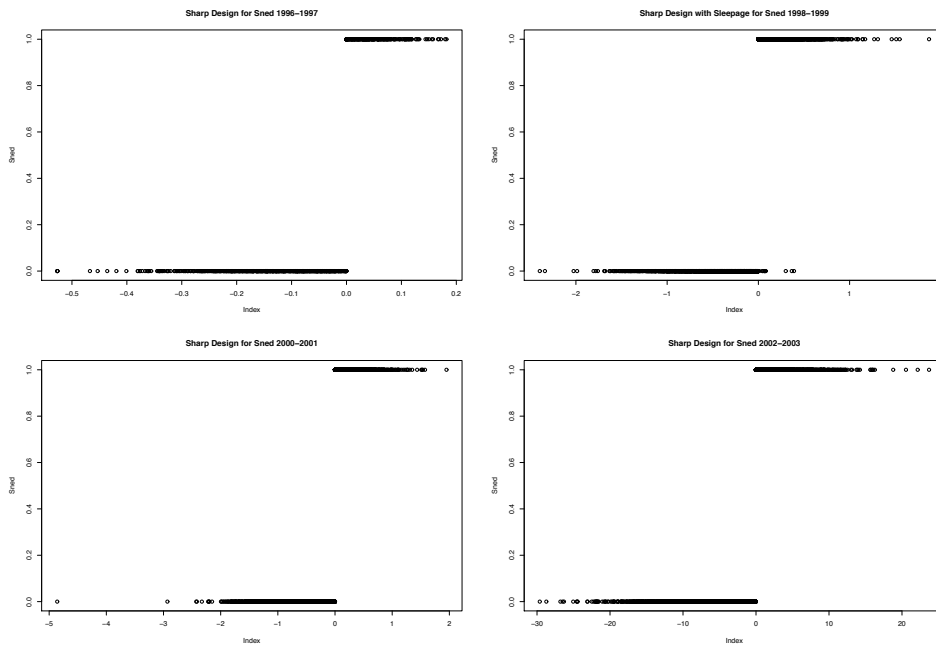 Sharp Design for Sned 1996−1997
Sned
0.0 0.2 0.4 0.6 0.8 1.0
−0.5 −0.4 −0.3 −0.2 −0.1 0.0 0.1 0.2
Index
Sharp Design with Sleepage for Sned 1998−1999
Sned
0.0 0.2 0.4 0.6 0.8 1.0
−2 −1 0 1
Index
Sharp Design for Sned 2000−2001
Sned
0.0 0.2 0.4 0.6 0.8 1.0
−5 −4 −3 −2 −1 0 1 2
Index
Sharp Design for Sned 2002−2003
Sned
0.0 0.2 0.4 0.6 0.8 1.0
−30 −20 −10 0 10 20
Index